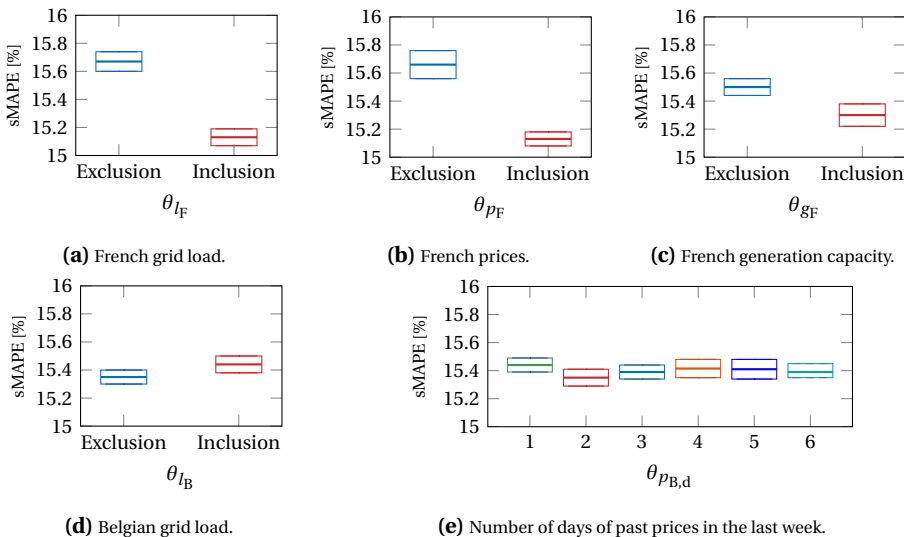 16
15.8
15.6
15.4
15.2
15
sMAPE [%]
Exclusion Inclusion
θ_{l_F}
(a) French grid load.
16
15.8
15.6
15.4
15.2
15
sMAPE [%]
Exclusion Inclusion
θ_{p_F}
(b) French prices.
16
15.8
15.6
15.4
15.2
15
sMAPE [%]
Exclusion Inclusion
θ_{g_F}
(c) French generation capacity.
16
15.8
15.6
15.4
15.2
15
sMAPE [%]
Exclusion Inclusion
θ_{l_B}
(d) Belgian grid load.
16
15.8
15.6
15.4
15.2
15
sMAPE [%]
1 2 3 4 5 6
θ_{p_{B,d}}
(e) Number of days of past prices in the last week.